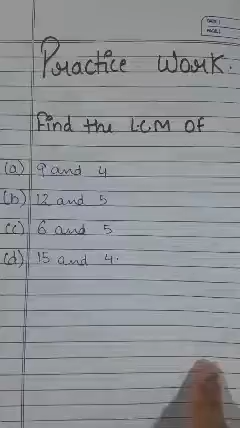 Practice Work.
Find the L.C.M OF
(a) 9 and 4
(b) 12 and 5
(c) 6 and 5
(d) 15 and 4.